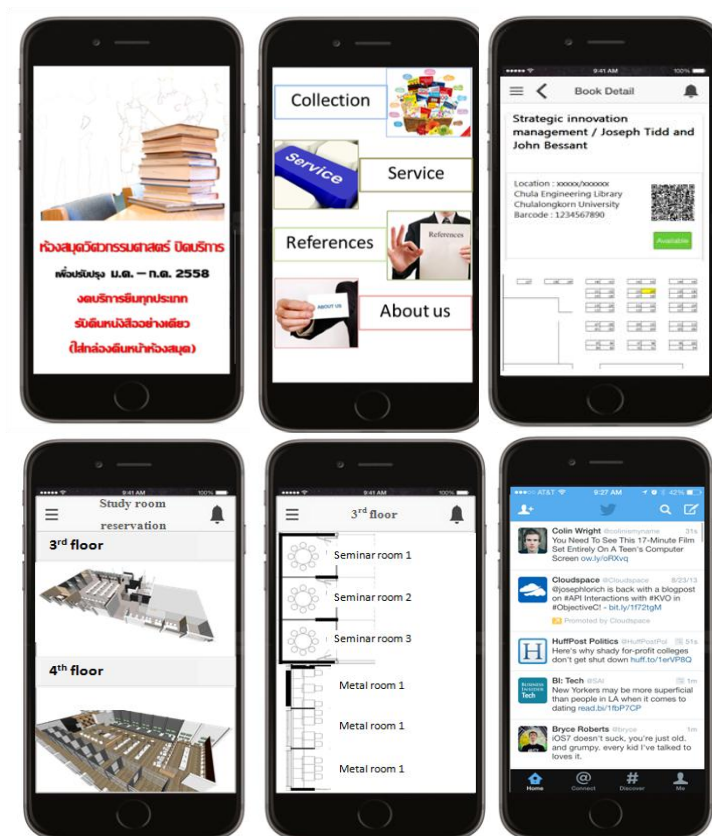 ห้องสมุดวิศวกรรมศาสตร์ ปิดบริการ
เพื่อปรับปรุง ม.ค. – ก.ค. 2558
งดบริการยืมทุกประเภท
รับคืนหนังสืออย่างเดียว
(ใส่กล่องคืนหน้าห้องสมุด)
Collection
Service
Service
References
References
ABOUT US
About us
9:41 AM 100%
Book Detail
Strategic innovation
management / Joseph Tidd and
John Bessant
Location : xxxxx/xxxxxx
Chula Engineering Library
Chulalongkorn University
Barcode : 1234567890
Available
9:41 AM 100%
Study room
reservation
3rd floor
4th floor
9:41 AM 100%
3rd floor
Seminar room 1
Seminar room 2
Seminar room 3
Metal room 1
Metal room 1
Metal room 1
AT&T 9:27 AM 42%
Colin Wright @colinismyname 31s
You Need To See This 17-Minute Film
Set Entirely On A Teen's Computer
Screen ow.ly/oRXvq
Cloudspace @Cloudspace 8/23/13
@josephlorich is back with a blogpost
on #API Interactions with #KVO in
#ObjectiveC! - bit.ly/1f72tgM
Promoted by Cloudspace
H
HuffPost Politics @HuffPostPol 51s
Here's why shady for-profit colleges
don't get shut down huff.to/1erVP8Q
BUSINESS
INSIDER
Tech
BI: Tech @SAI 1m
New Yorkers may be more superficial
than people in LA when it comes to
dating read.bi/1fbP7CP
Bryce Roberts @bryce 1m
iOS7 doesn't suck, you're just old.
and grumpy. every kid I've talked to
loves it.
Home Connect Discover Me